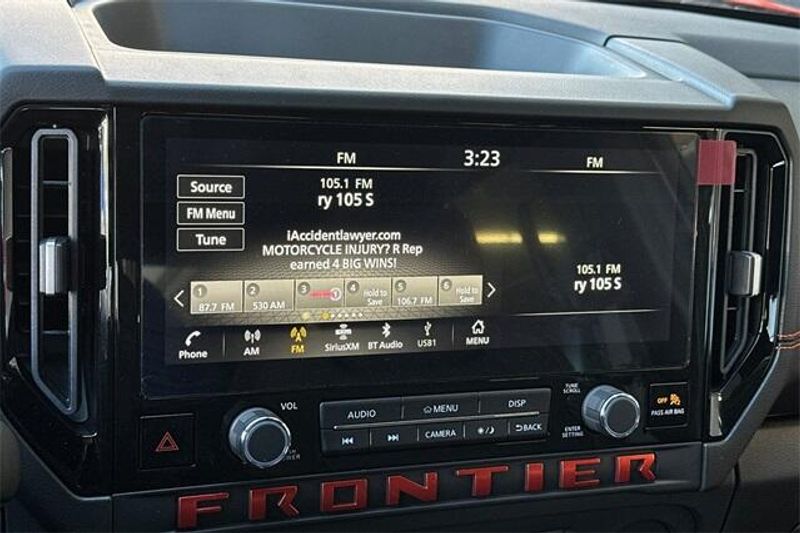 FM 3:23 FM
Source
FM Menu
Tune
105.1 FM
ry 105 S
iAccidentlawyer.com
MOTORCYCLE INJURY? R Rep
earned 4 BIG WINS!
105.1 FM
ry 105 S
1 2 3 4 5 6
87.7 FM 530 AM Hold to Save 106.7 FM Hold to Save
Phone AM FM SiriusXM BT Audio USB1 MENU
VOL
AUDIO MENU DISP
CAMERA BACK
TUNE
SCROLL
ENTER
SETTING
OFF
PASS AIR BAG
FRONTIER